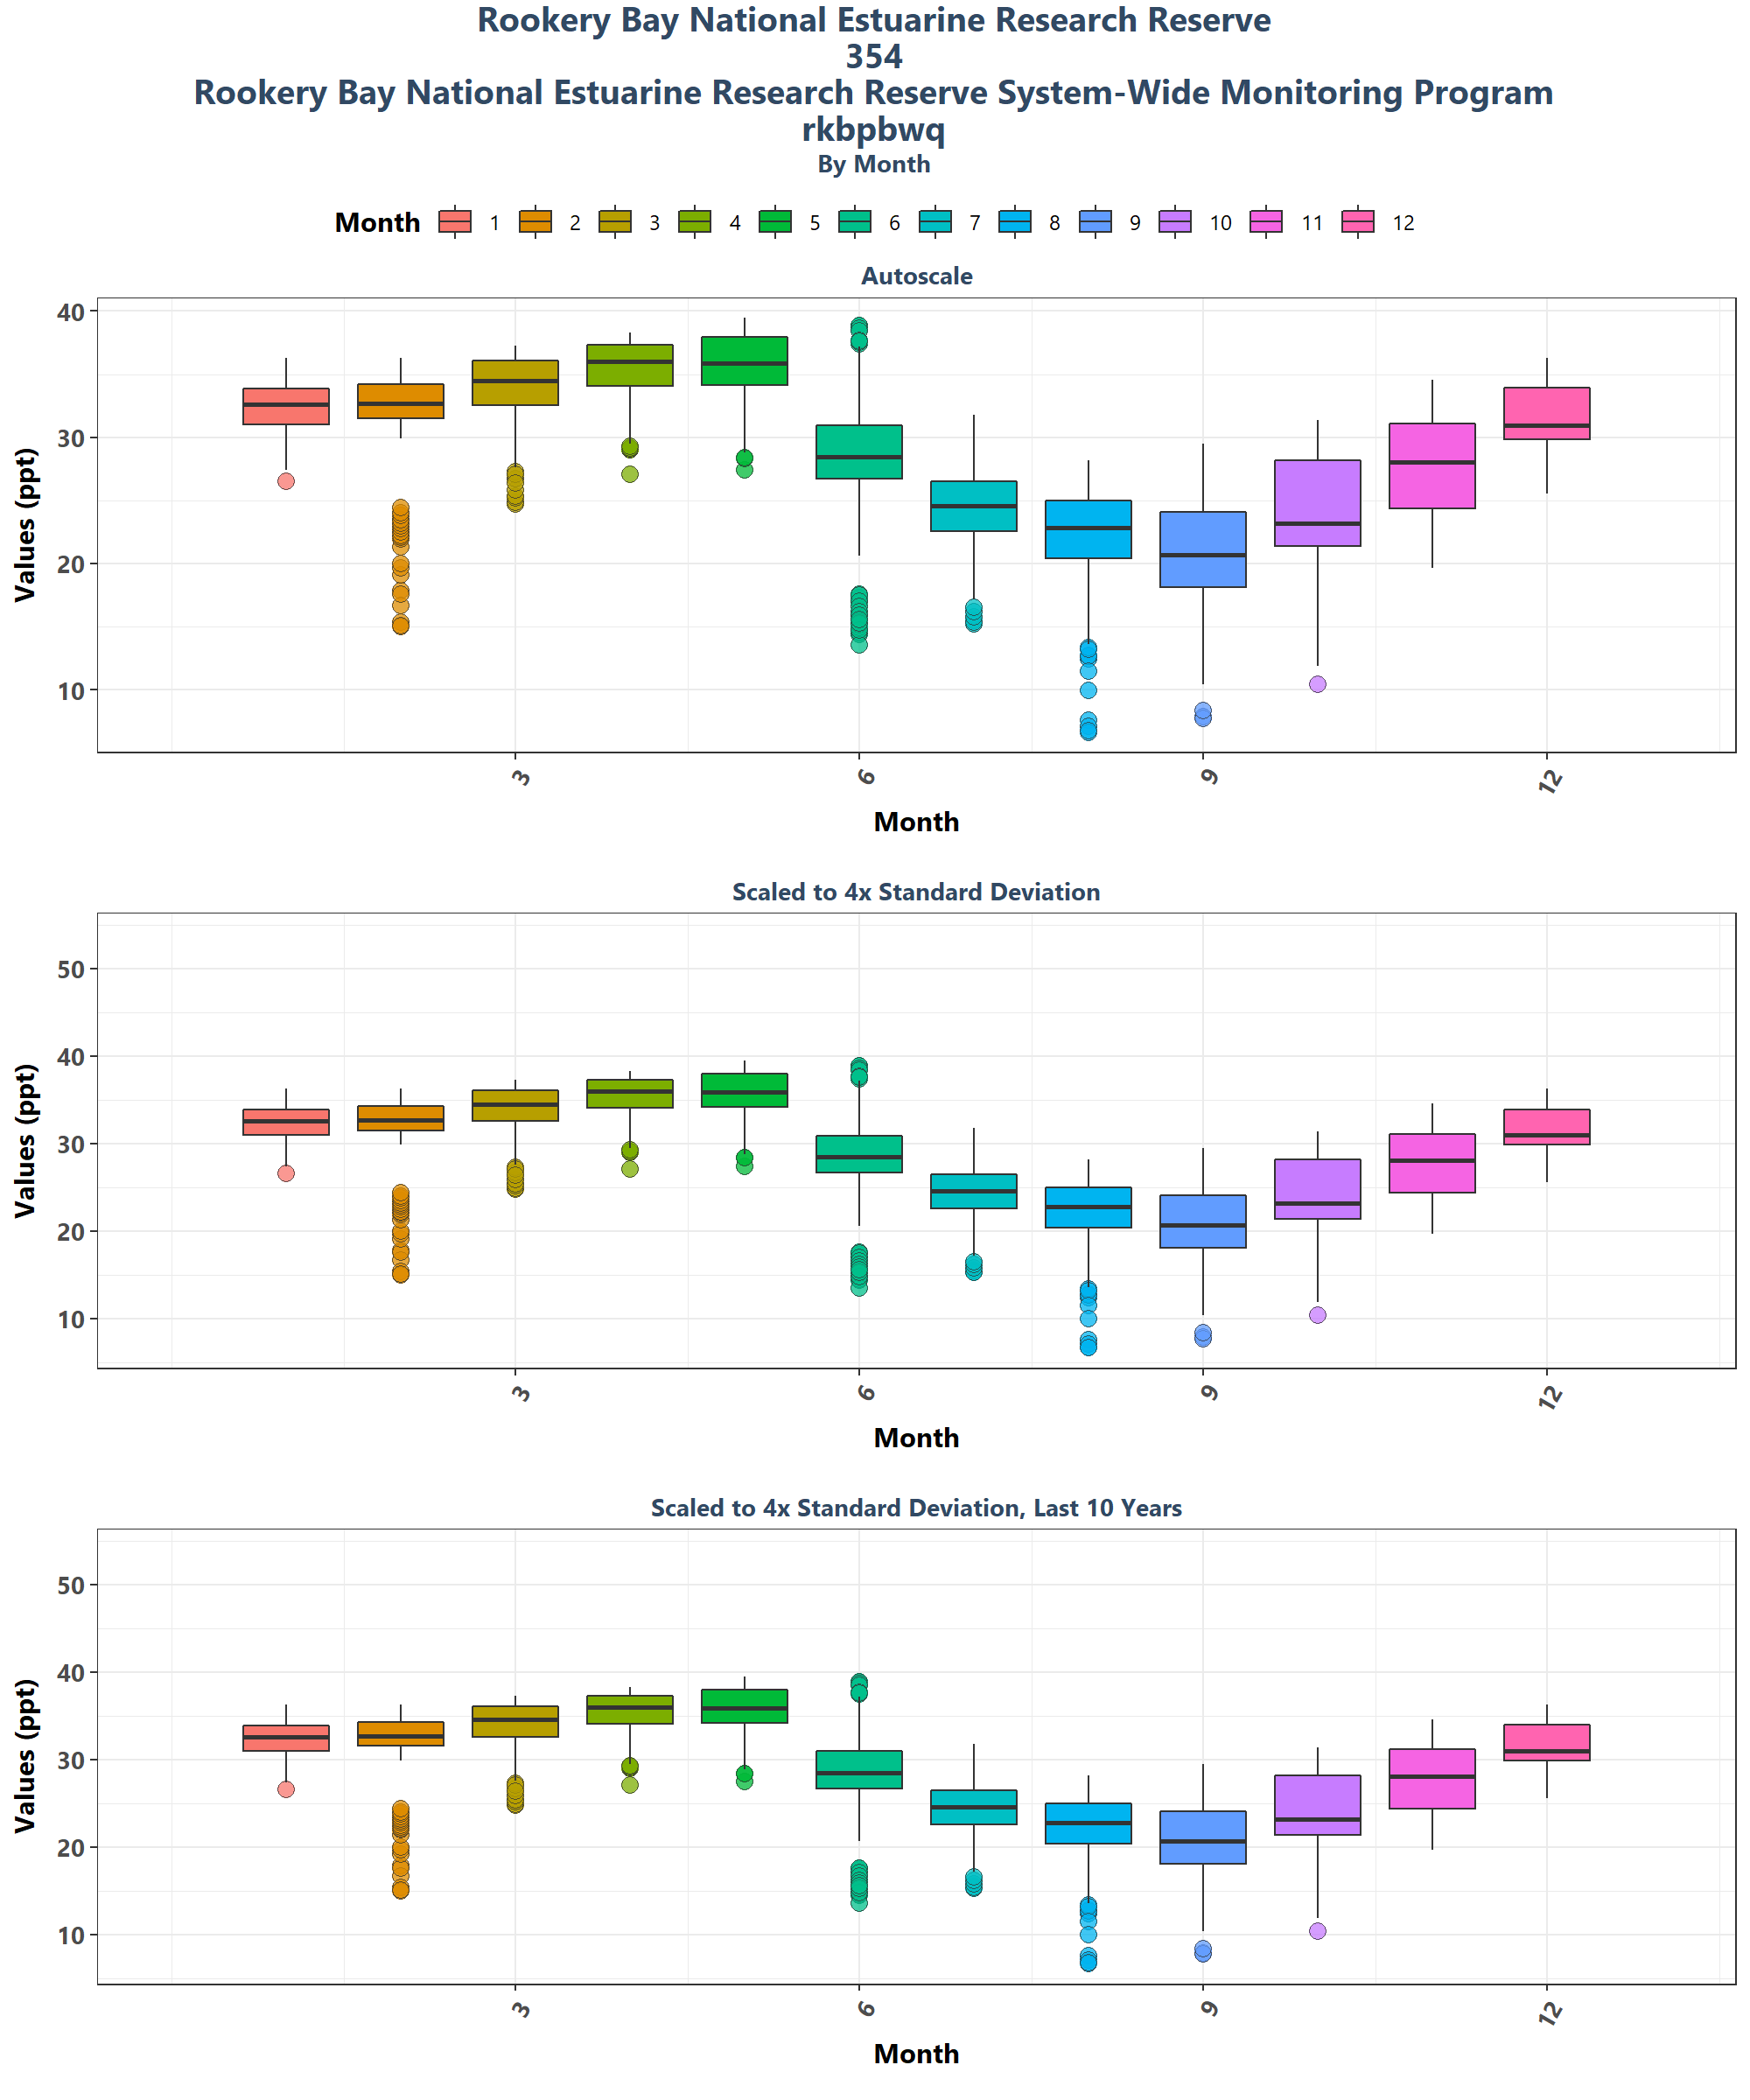 Rookery Bay National Estuarine Research Reserve
354
Rookery Bay National Estuarine Research Reserve System-Wide Monitoring Program
rkbpbwq
By Month
Month 1 2 3 4 5 6 7 8 9 10 11 12
Autoscale
Values (ppt)
40
30
20
10
3 6 9 12
Month
Scaled to 4x Standard Deviation
Values (ppt)
50
40
30
20
10
3 6 9 12
Month
Scaled to 4x Standard Deviation, Last 10 Years
Values (ppt)
50
40
30
20
10
3 6 9 12
Month